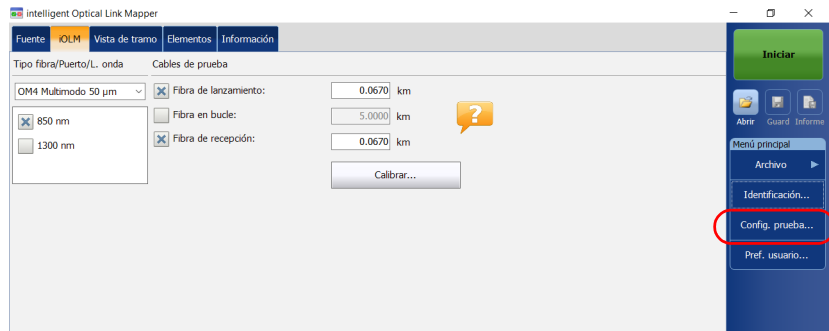 intelligent Optical Link Mapper
Fuente iOLM Vista de tramo Elementos Información
Tipo fibra/Puerto/L. onda Cables de prueba
OM4 Multimodo 50 µm
850 nm
1300 nm
Fibra de lanzamiento: 0.0670 km
Fibra en bucle: 5.0000 km
Fibra de recepción: 0.0670 km
?
Calibrar...
Iniciar
Abrir Guard Informe
Menú principal
Archivo
Identificación...
Config. prueba...
Pref. usuario...